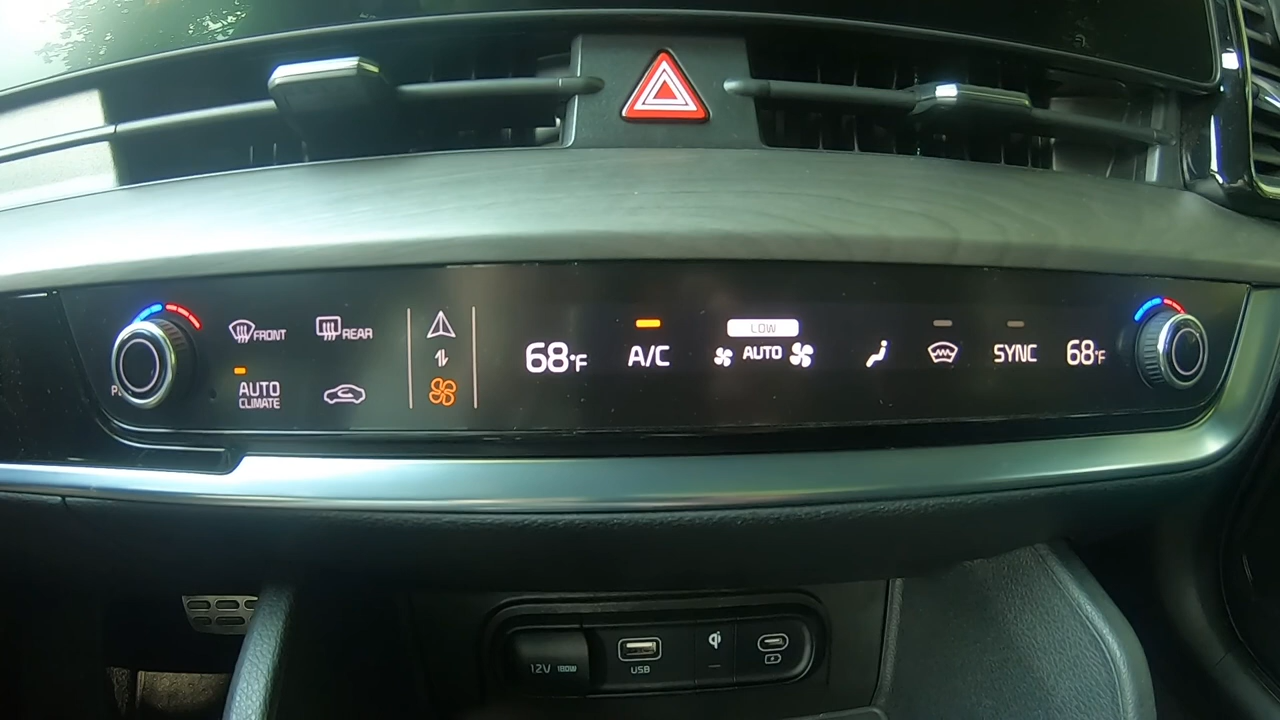 FRONT
REAR
AUTO
CLIMATE
68°F
A/C
LOW
AUTO
SYNC
68°F
12V 180W
USB